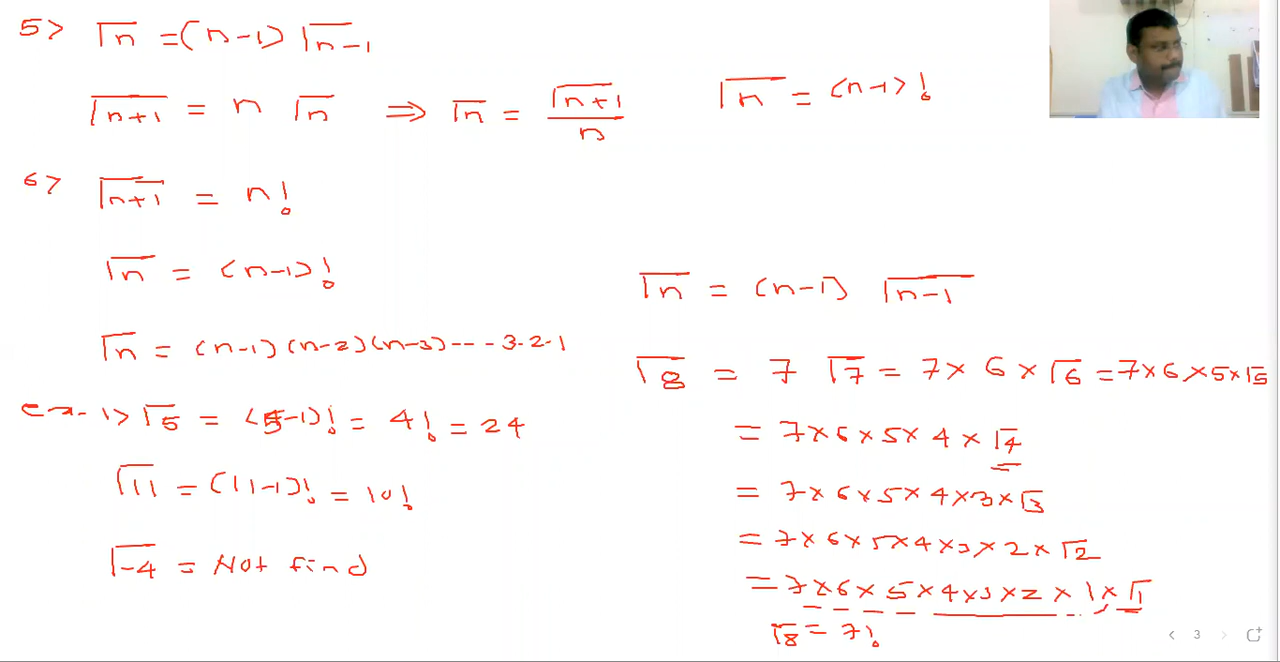 5> Γn = (n-1) Γn-1
Γn+1 = n Γn ⇒ Γn = Γn+1 / n
Γn = (n-1)!
6> Γn+1 = n!
Γn = (n-1)!
Γn = (n-1) (n-2) (n-3) --- 3·2·1
ex-1> Γ5 = (5-1)! = 4! = 24
Γ11 = (11-1)! = 10!
Γ-4 = Not find
Γn = (n-1) Γn-1
Γ8 = 7 Γ7 = 7× 6 × Γ6 = 7×6×5×Γ5
= 7×6×5×4×Γ4
= 7×6×5×4×3×Γ3
= 7×6×5×4×3×2×Γ2
= 7×6×5×4×3×2×1×Γ1
Γ8 = 7!
< 3 >